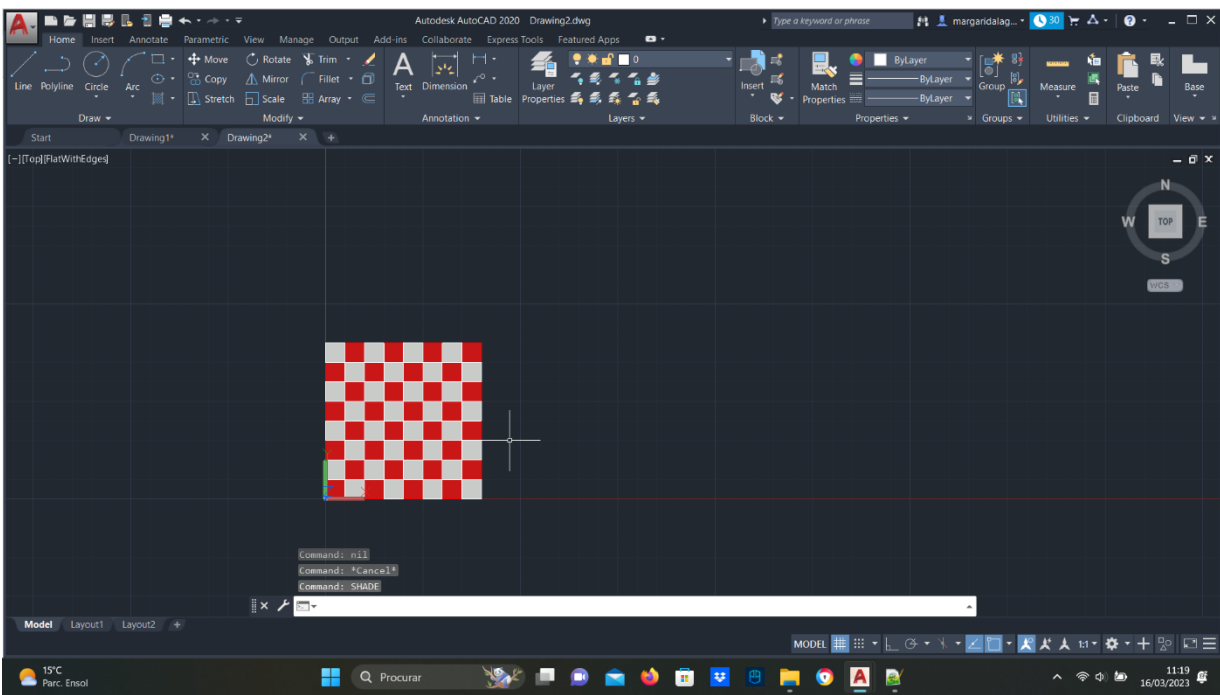 Autodesk AutoCAD 2020 Drawing2.dwg
Type a keyword or phrase
margaridalag...
30
Home Insert Annotate Parametric View Manage Output Add-ins Collaborate Express Tools Featured Apps
Line Polyline Circle Arc
Move Rotate Trim
Copy Mirror Fillet
Stretch Scale Array
Text Dimension
Table
Layer Properties
0
Insert
Match Properties
ByLayer
ByLayer
ByLayer
Group
Measure
Paste
Base
Draw Modify Annotation Layers Block Properties Groups Utilities Clipboard View
Start Drawing1* Drawing2*
[−][Top][FlatWithEdges]
N
W TOP E
S
WCS
Command: nil
Command: *Cancel*
Command: SHADE
Model Layout1 Layout2 +
MODEL 1:1
15°C
Parc. Ensol
Procurar
11:19
16/03/2023